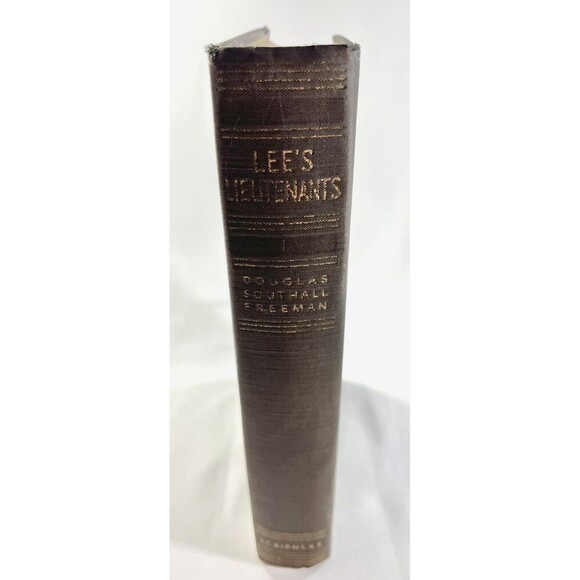 LEE'S
LIEUTENANTS
I
DOUGLAS
SOUTHALL
FREEMAN
SCRIBNERS